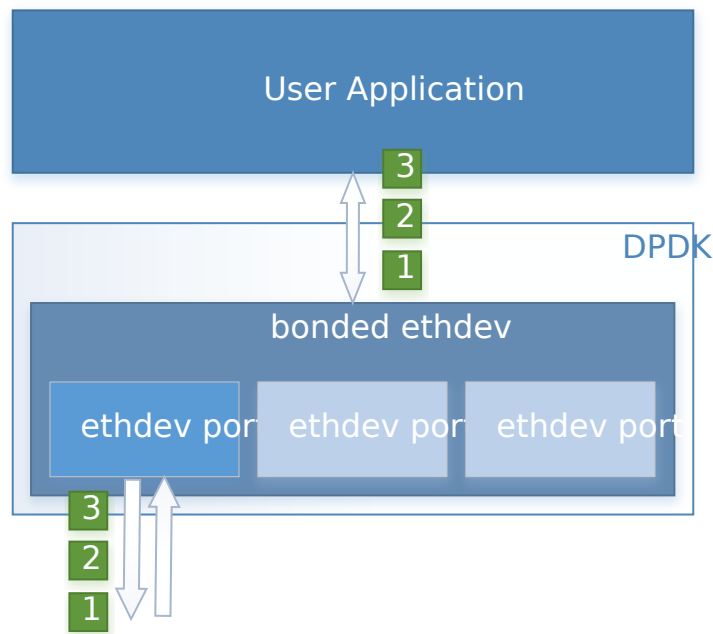 User Application
3
2
DPDK
1
bonded ethdev
ethdev port
ethdev port
ethdev port
3
2
1